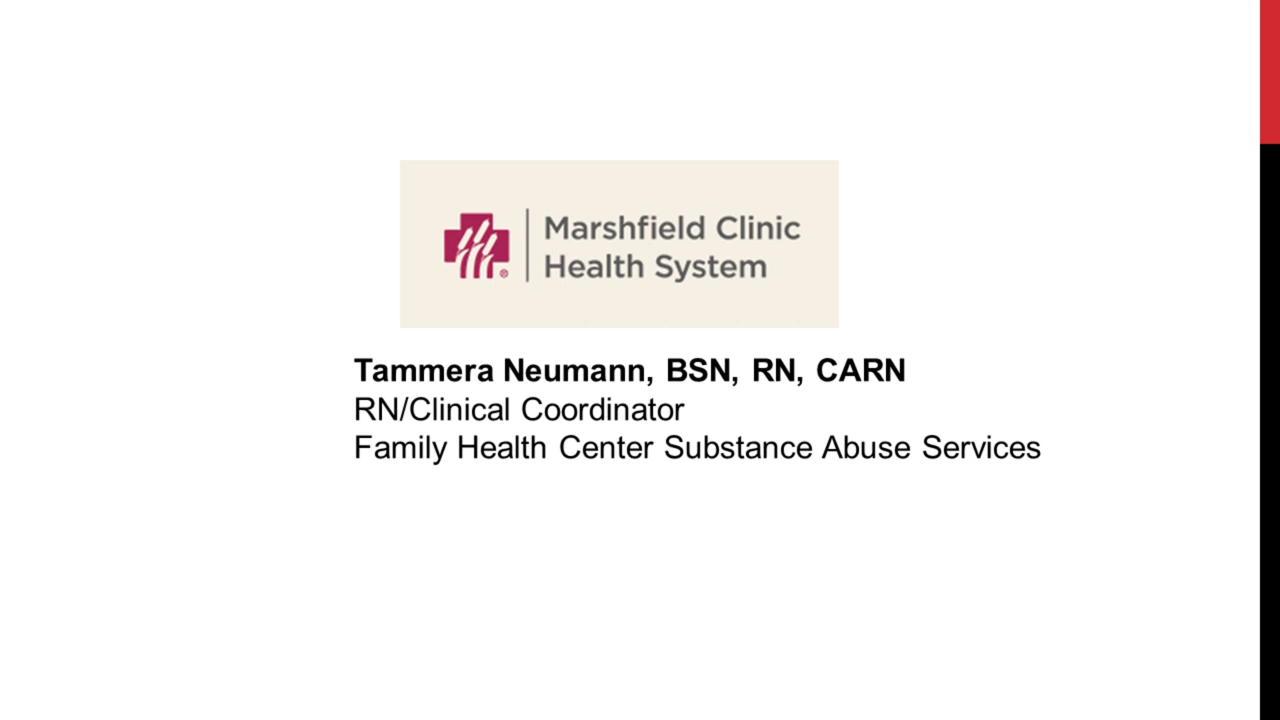 Marshfield Clinic
Health System
Tammera Neumann, BSN, RN, CARN
RN/Clinical Coordinator
Family Health Center Substance Abuse Services